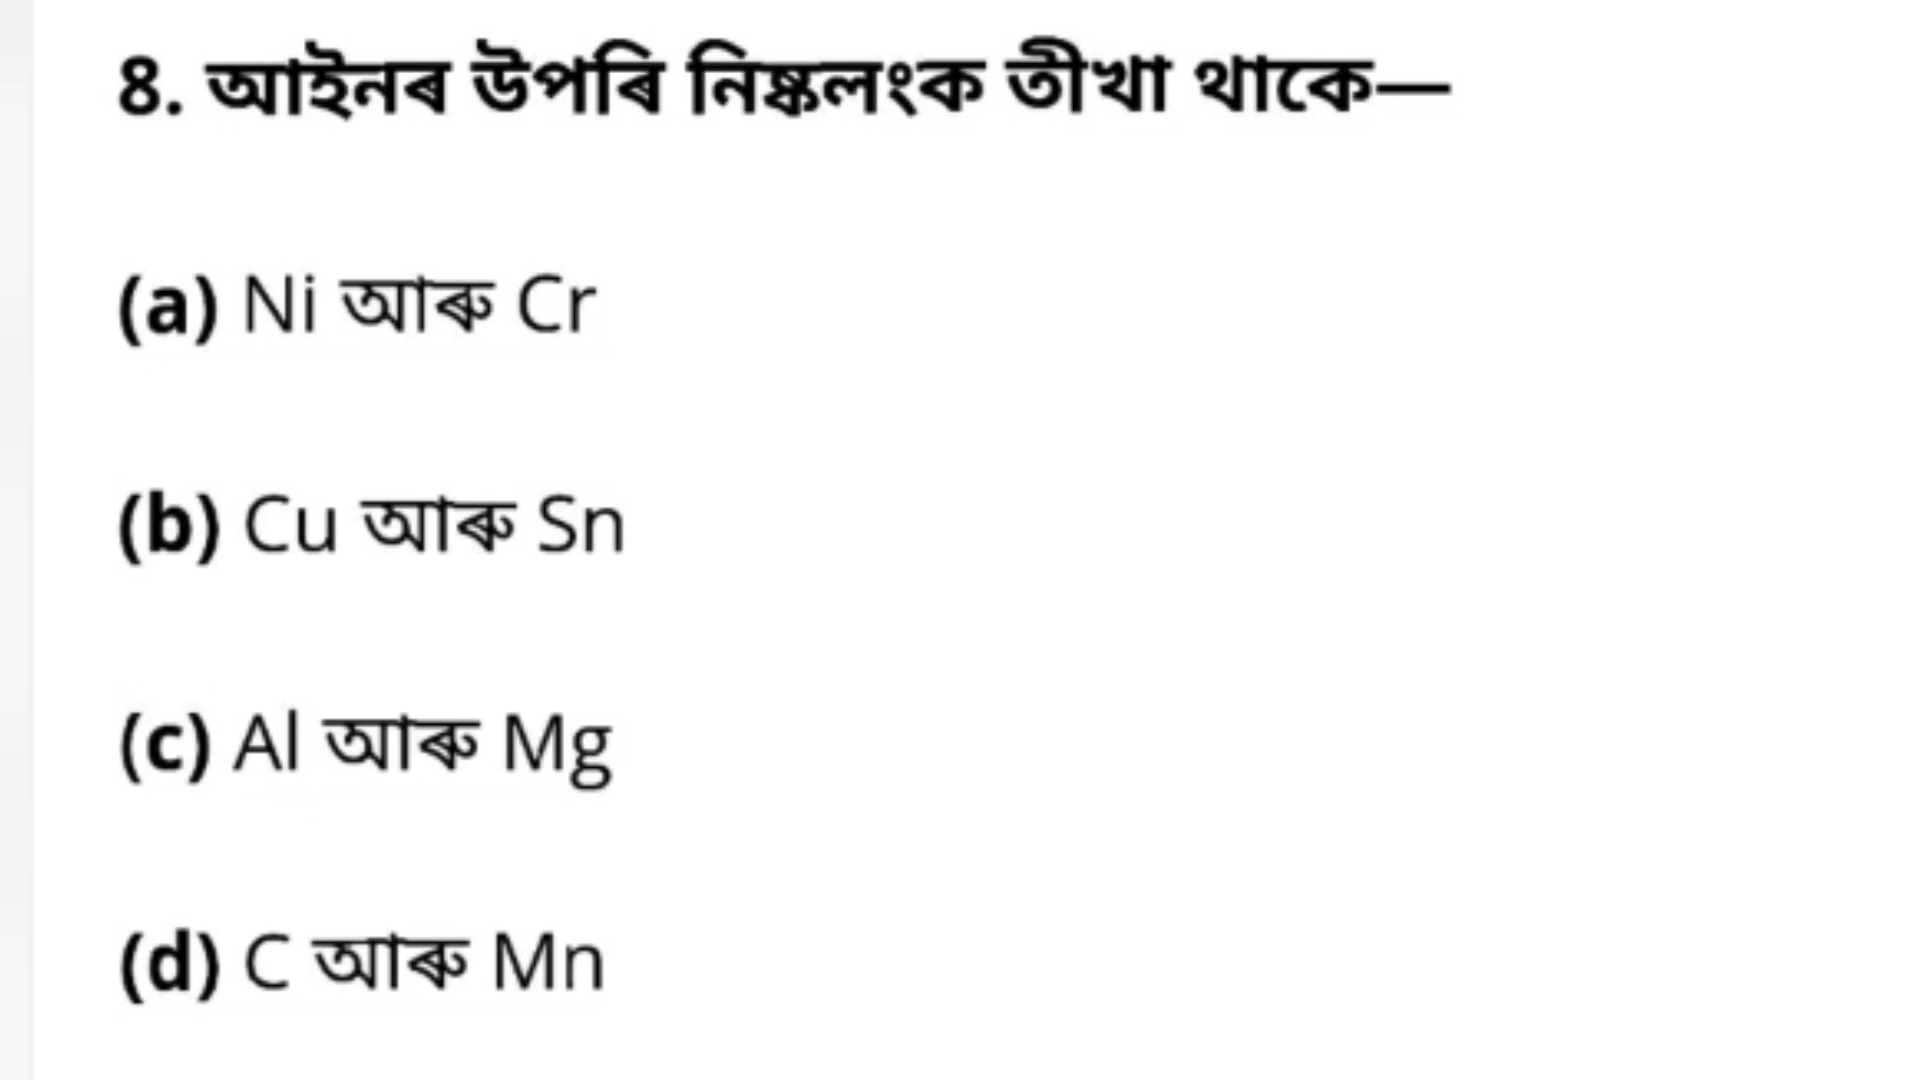 8. আইনৰ উপৰি নিষ্কলংক তীখা থাকে—
(a) Ni আৰু Cr
(b) Cu আৰু Sn
(c) Al আৰু Mg
(d) C আৰু Mn